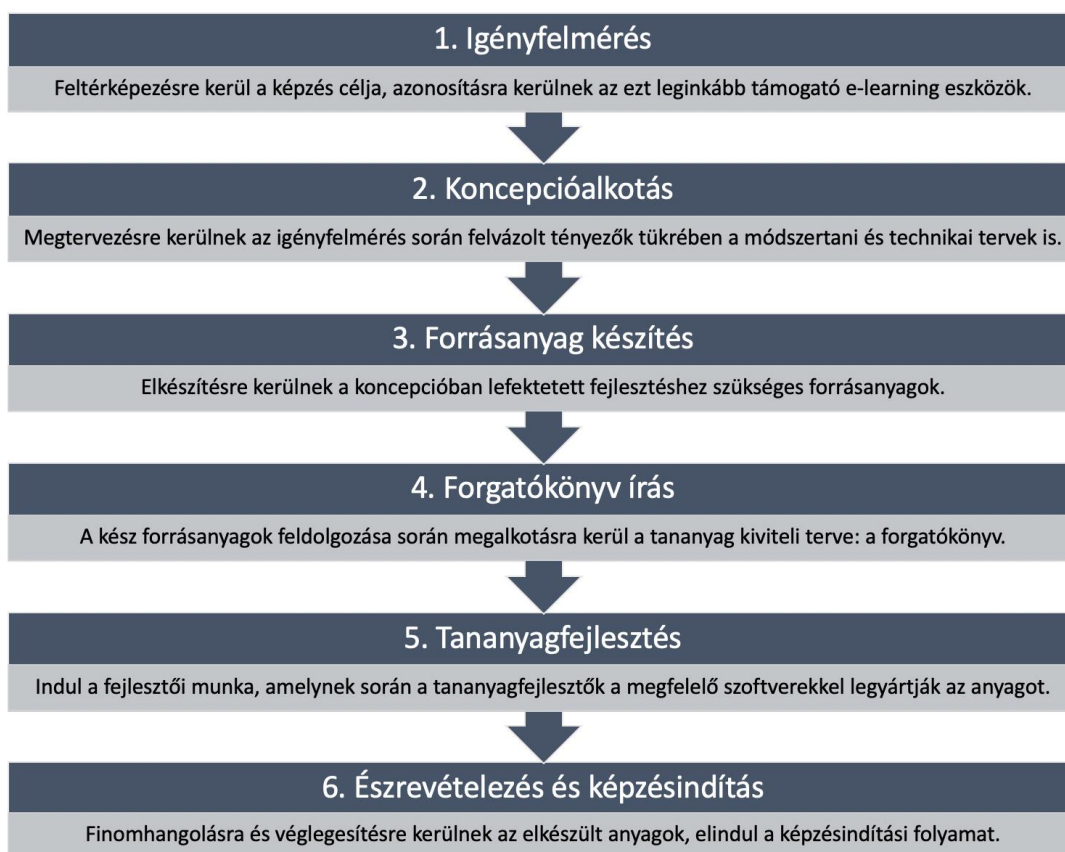 1. Igényfelmérés
Feltérképezésre kerül a képzés célja, azonosításra kerülnek az ezt leginkább támogató e-learning eszközök.
2. Koncepcióalkotás
Megtervezésre kerülnek az igényfelmérés során felvázolt tényezők tükrében a módszertani és technikai tervek is.
3. Forrásanyag készítés
Elkészítésre kerülnek a koncepcióban lefektetett fejlesztéshez szükséges forrásanyagok.
4. Forgatókönyv írás
A kész forrásanyagok feldolgozása során megalkotásra kerül a tananyag kiviteli terve: a forgatókönyv.
5. Tananyagfejlesztés
Indul a fejlesztői munka, amelynek során a tananyagfejlesztők a megfelelő szoftverekkel legyártják az anyagot.
6. Észrevételezés és képzésindítás
Finomhangolásra és véglegesítésre kerülnek az elkészült anyagok, elindul a képzésindítási folyamat.